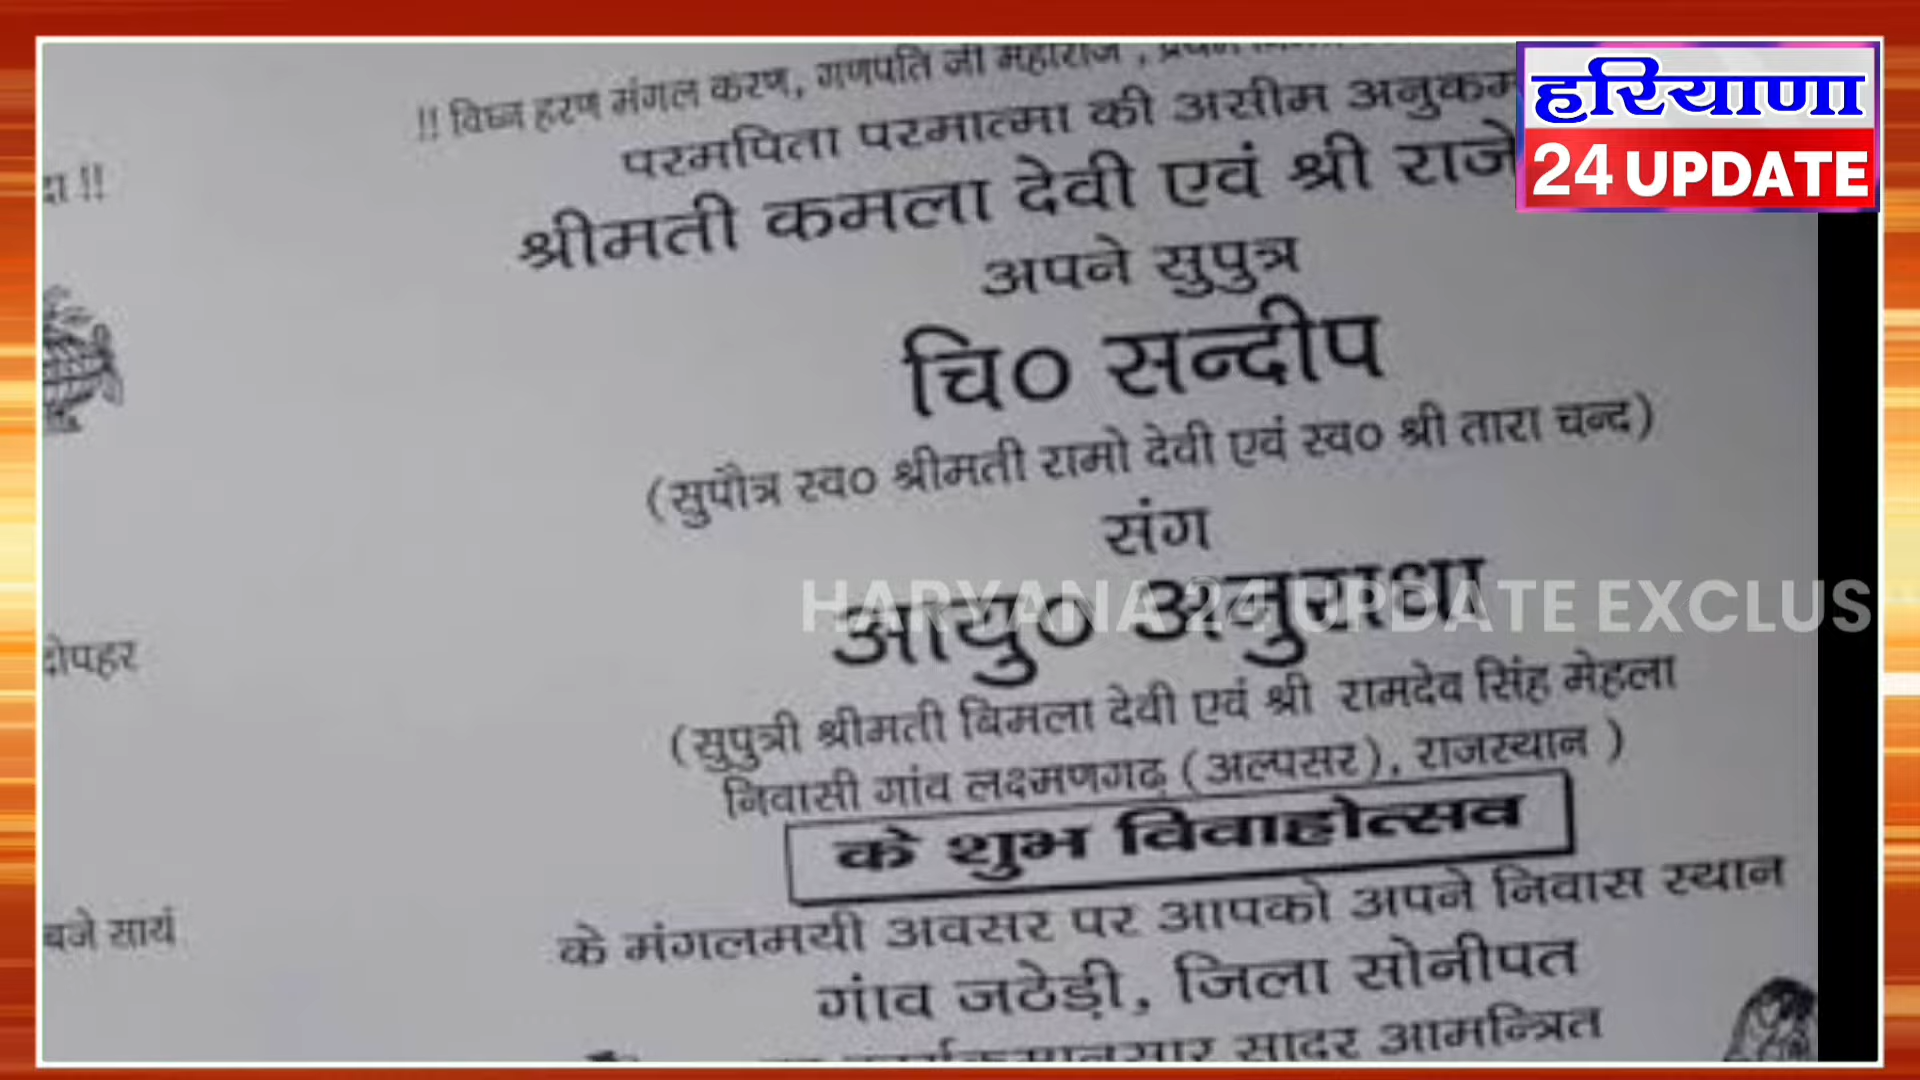 !! विघ्न हरण मंगल करण, गणपति जी महाराज, प्रथम
परमपिता परमात्मा की असीम
श्रीमती कमला देवी एवं श्री
अपने सुपुत्र
चि० सन्दीप
(सुपौत्र स्व० श्रीमती रामो देवी एवं स्व० श्री तारा चन्द)
संग
आयु० अनुराधा
(सुपुत्री श्रीमती बिमला देवी एवं श्री रामदेव सिंह मेहला
निवासी गांव लक्ष्मणगढ़ (अल्पसर), राजस्थान )
के शुभ विवाहोत्सव
के मंगलमयी अवसर पर आपको अपने निवास स्थान
गांव जठेड़ी, जिला सोनीपत
सादर आमन्त्रित
!!
दोपहर
बजे सायं
हरियाणा
24 UPDATE
HARYANA 24 UPDATE EXCLUS